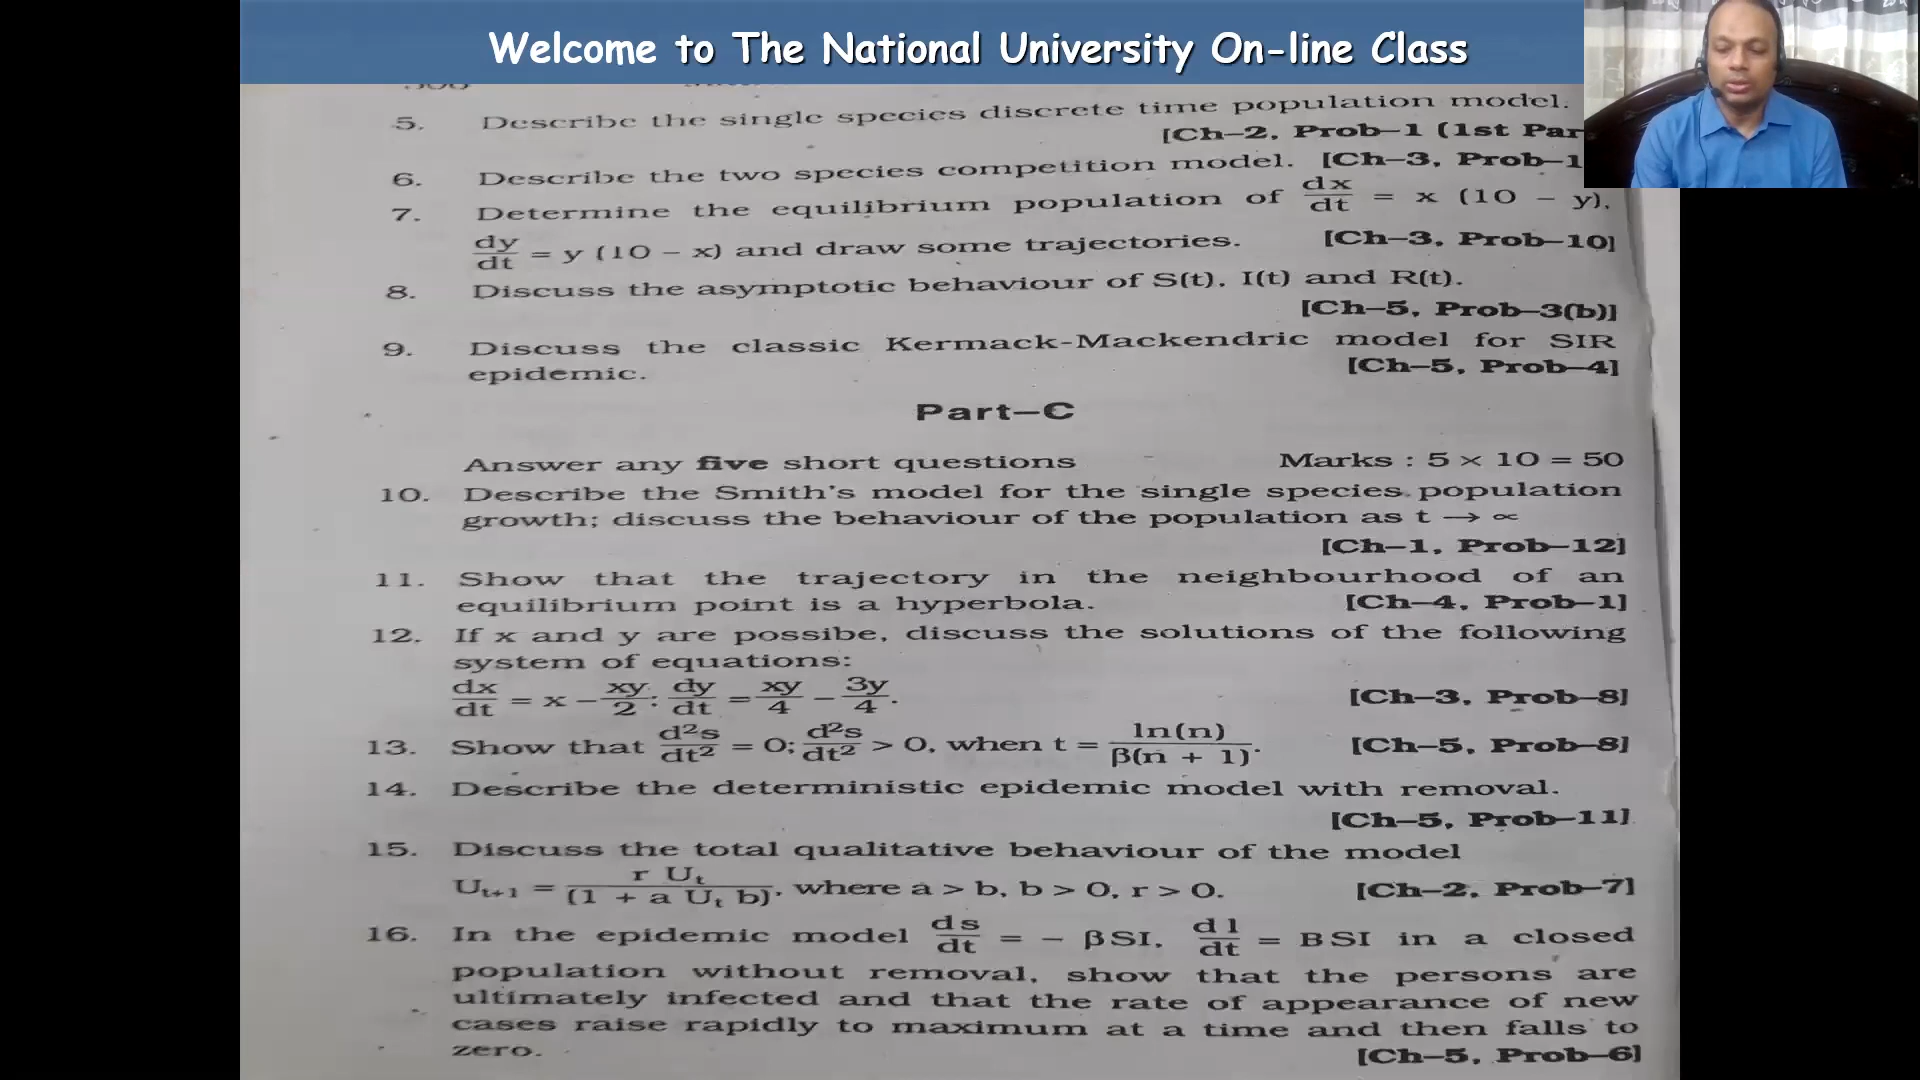 Welcome to The National University On-line Class
5. Describe the single species discrete time population model.
[Ch–2, Prob–1 (1st Par
6. Describe the two species competition model. [Ch–3, Prob–1
7. Determine the equilibrium population of dx/dt = x (10 – y),
dy/dt = y (10 – x) and draw some trajectories. [Ch–3, Prob–10]
8. Discuss the asymptotic behaviour of S(t), I(t) and R(t).
[Ch–5, Prob–3(b)]
9. Discuss the classic Kermack-Mackendric model for SIR
epidemic. [Ch–5, Prob–4]
Part–C
Answer any five short questions Marks : 5 × 10 = 50
10. Describe the Smith's model for the single species population
growth; discuss the behaviour of the population as t → ∝
[Ch–1, Prob–12]
11. Show that the trajectory in the neighbourhood of an
equilibrium point is a hyperbola. [Ch–4, Prob–1]
12. If x and y are possibe, discuss the solutions of the following
system of equations:
dx/dt = x – xy/2 ; dy/dt = xy/4 – 3y/4. [Ch–3, Prob–8]
13. Show that d²s/dt² = 0; d²s/dt² > 0, when t = ln(n)/β(n + 1). [Ch–5, Prob–8]
14. Describe the deterministic epidemic model with removal.
[Ch–5, Prob–11]
15. Discuss the total qualitative behaviour of the model
Uₜ₊₁ = r Uₜ/(1 + a Uₜ b), where a > b, b > 0, r > 0. [Ch–2, Prob–7]
16. In the epidemic model ds/dt = – βSI, d1/dt = BSI in a closed
population without removal, show that the persons are
ultimately infected and that the rate of appearance of new
cases raise rapidly to maximum at a time and then falls to
zero. [Ch–5, Prob–6]